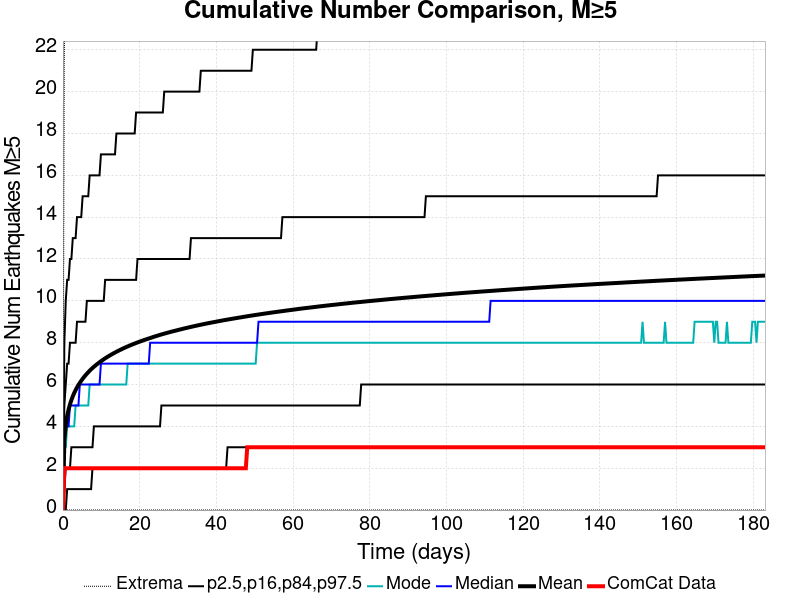 Cumulative Number Comparison, M≥5
Cumulative Num Earthquakes M≥5
22
20
18
16
14
12
10
8
6
4
2
0
0 20 40 60 80 100 120 140 160 180
Time (days)
Extrema p2.5,p16,p84,p97.5 Mode Median Mean ComCat Data